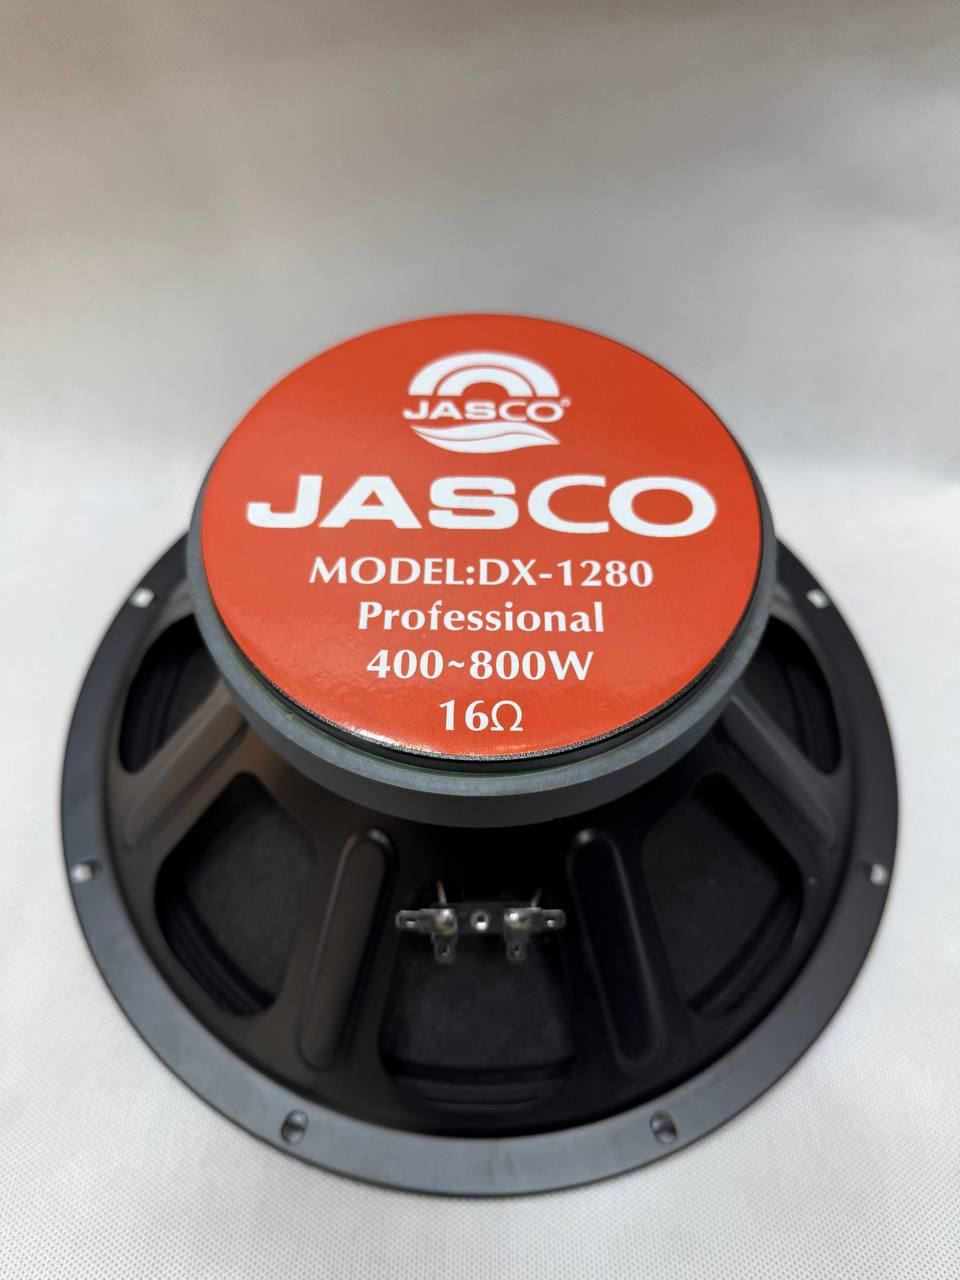 JASCO®
JASCO
MODEL:DX-1280
Professional
400~800W
16Ω